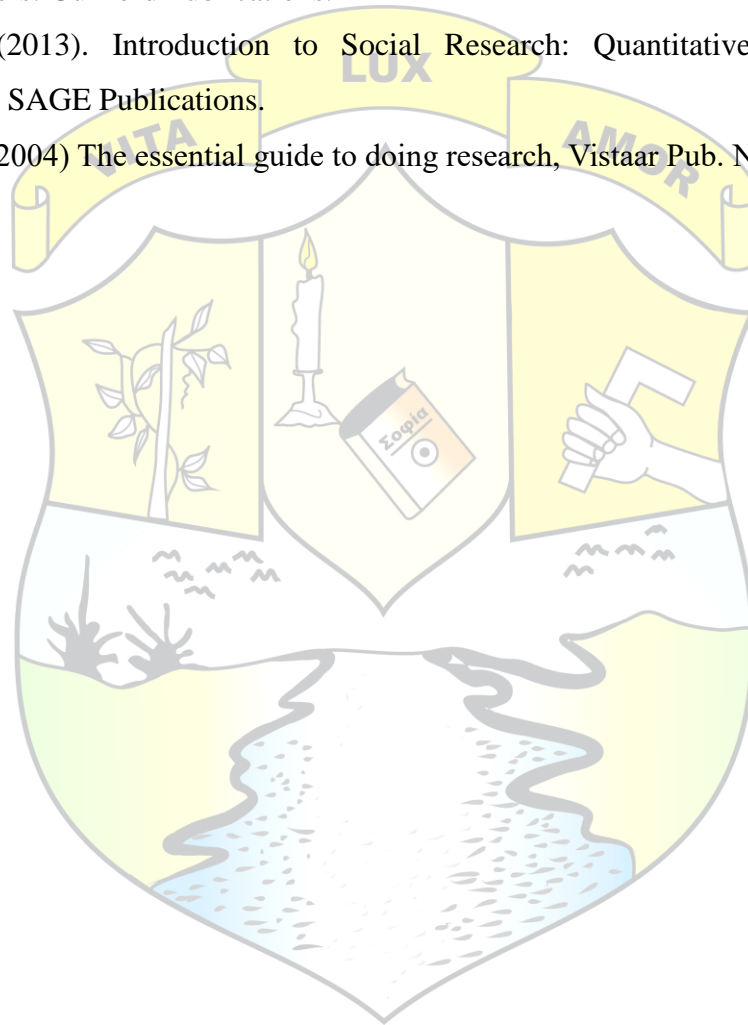 (2013). Introduction to Social Research: Quantitative
SAGE Publications.
2004) The essential guide to doing research, Vistaar Pub. N
LUX
VITA
AMOR
Σοφία